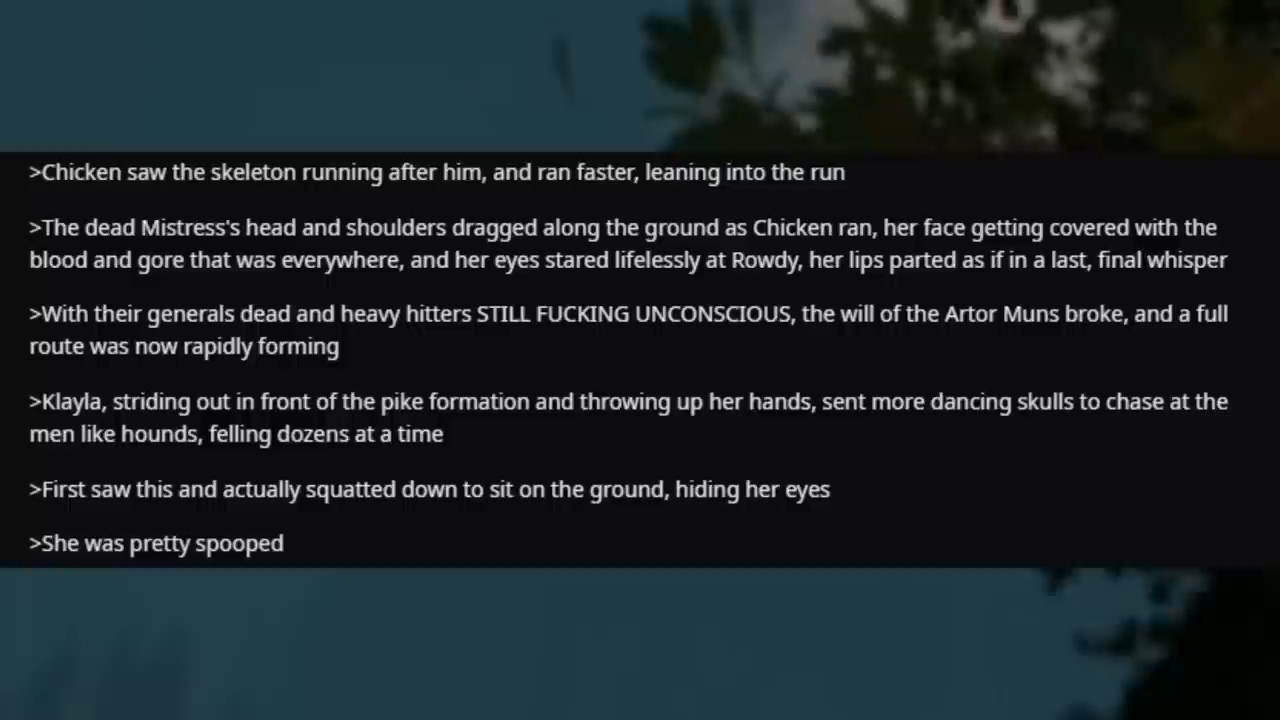 >Chicken saw the skeleton running after him, and ran faster, leaning into the run
>The dead Mistress's head and shoulders dragged along the ground as Chicken ran, her face getting covered with the
blood and gore that was everywhere, and her eyes stared lifelessly at Rowdy, her lips parted as if in a last, final whisper
>With their generals dead and heavy hitters STILL FUCKING UNCONSCIOUS, the will of the Artor Muns broke, and a full
route was now rapidly forming
>Klayla, striding out in front of the pike formation and throwing up her hands, sent more dancing skulls to chase at the
men like hounds, felling dozens at a time
>First saw this and actually squatted down to sit on the ground, hiding her eyes
>She was pretty spooped